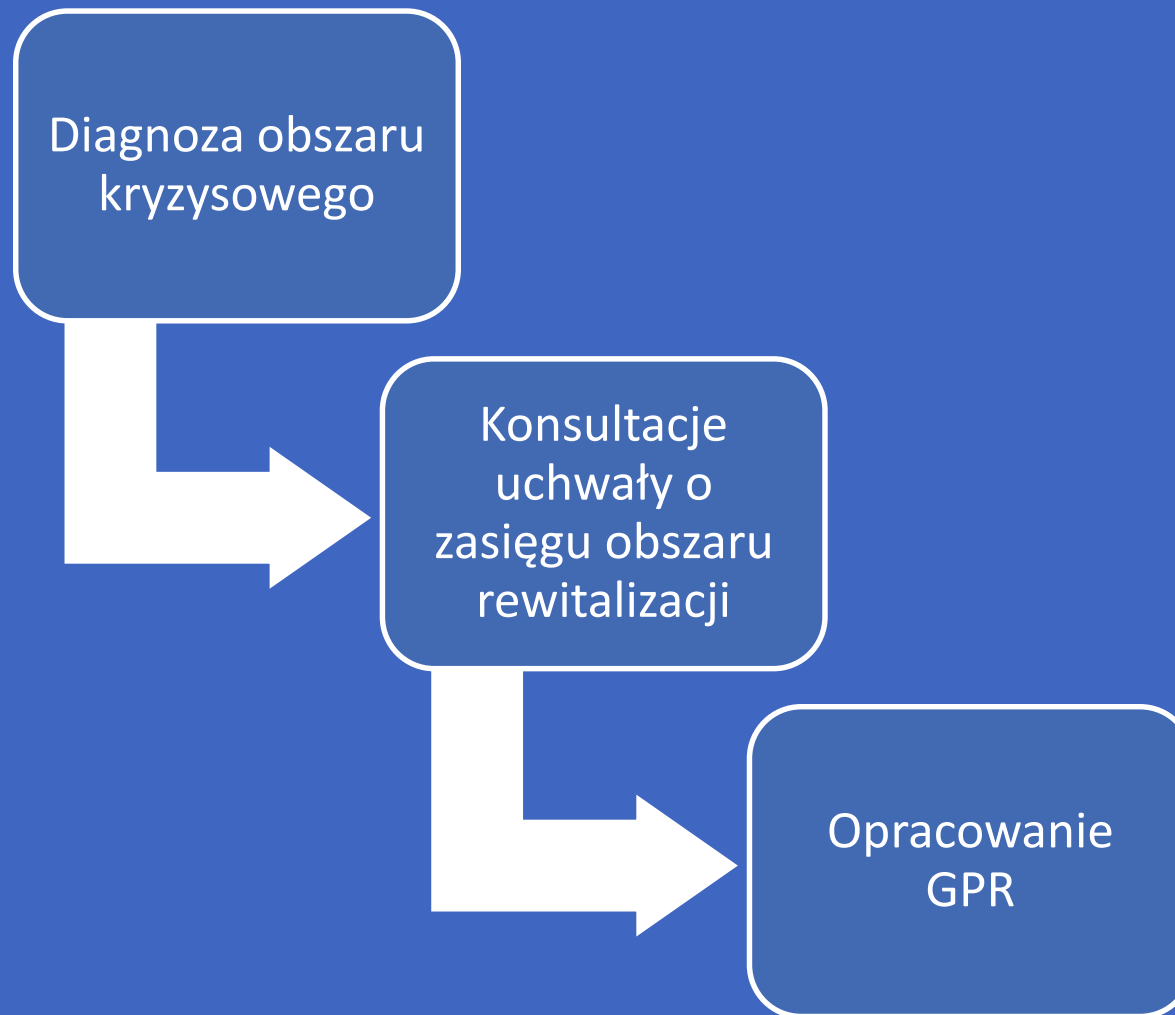 Diagnoza obszaru
kryzysowego
Konsultacje
uchwały o
zasięgu obszaru
rewitalizacji
Opracowanie
GPR